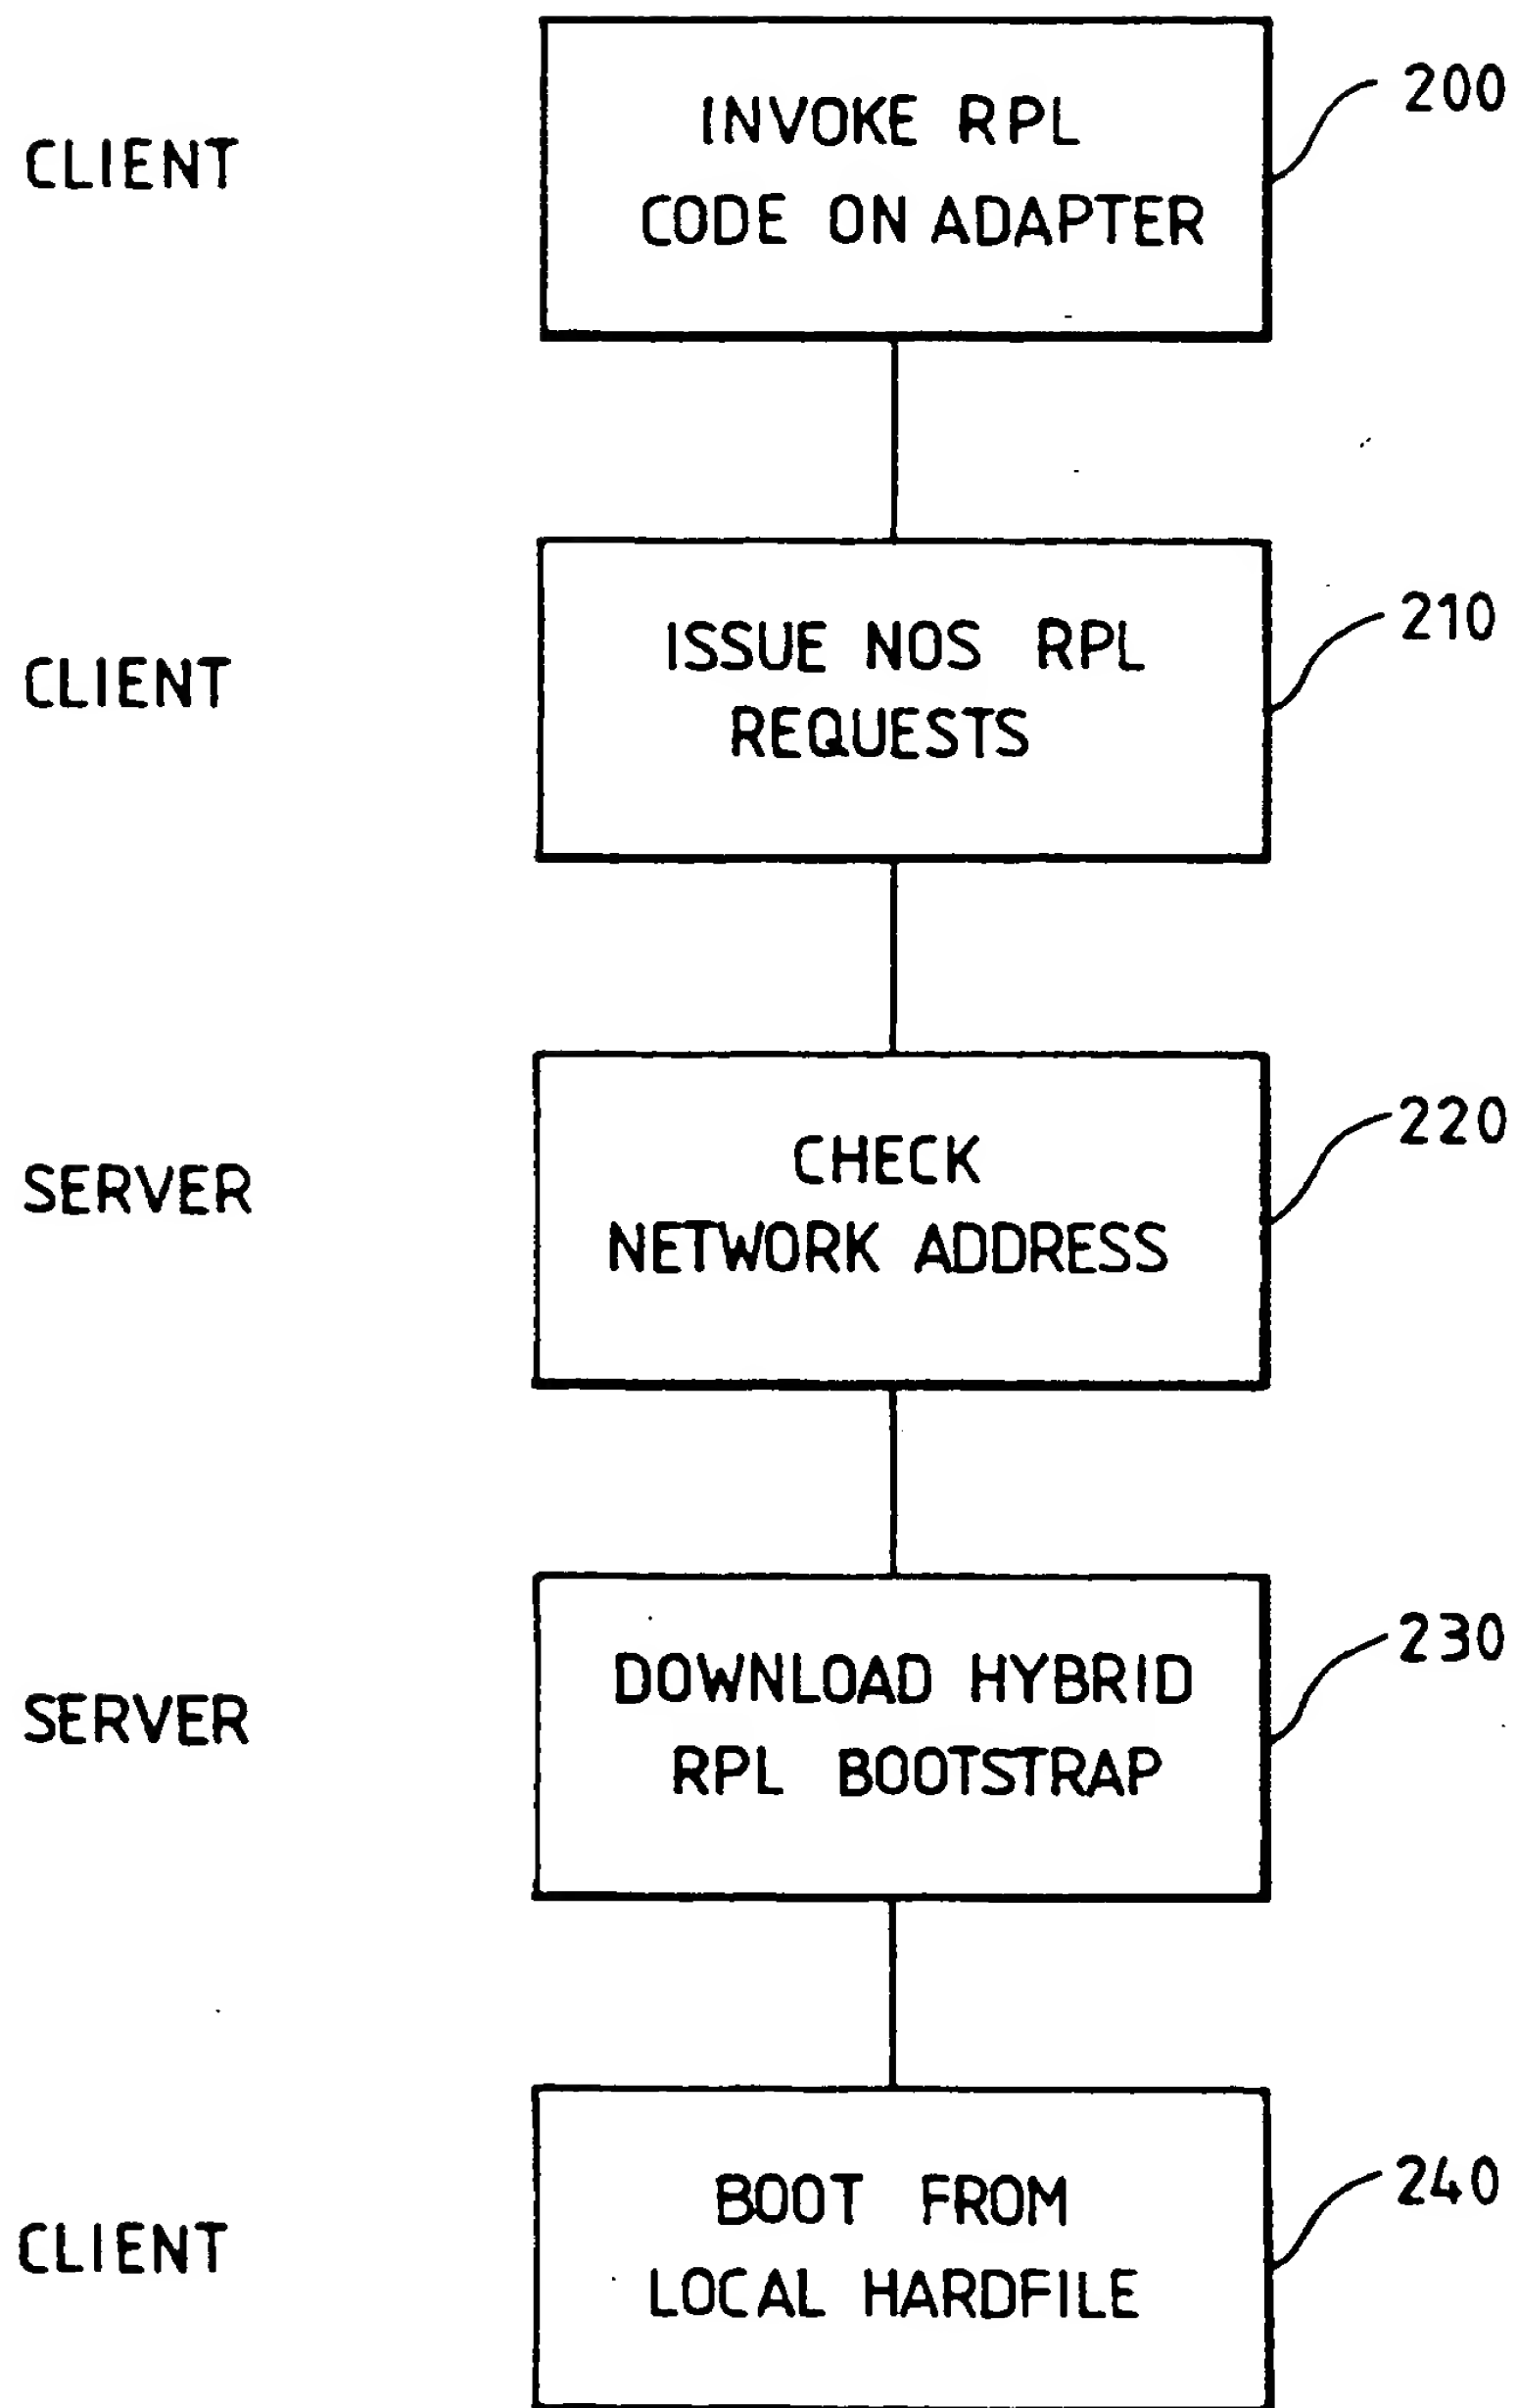 200
INVOKE RPL
CLIENT
CODE ON ADAPTER
210
ISSUE NOS RPL
CLIENT
REQUESTS
220
CHECK
SERVER
NETWORK ADDRESS
230
DOWNLOAD HYBRID
SERVER
RPL BOOTSTRAP
240
BOOT FROM
CLIENT
LOCAL HARDFILE